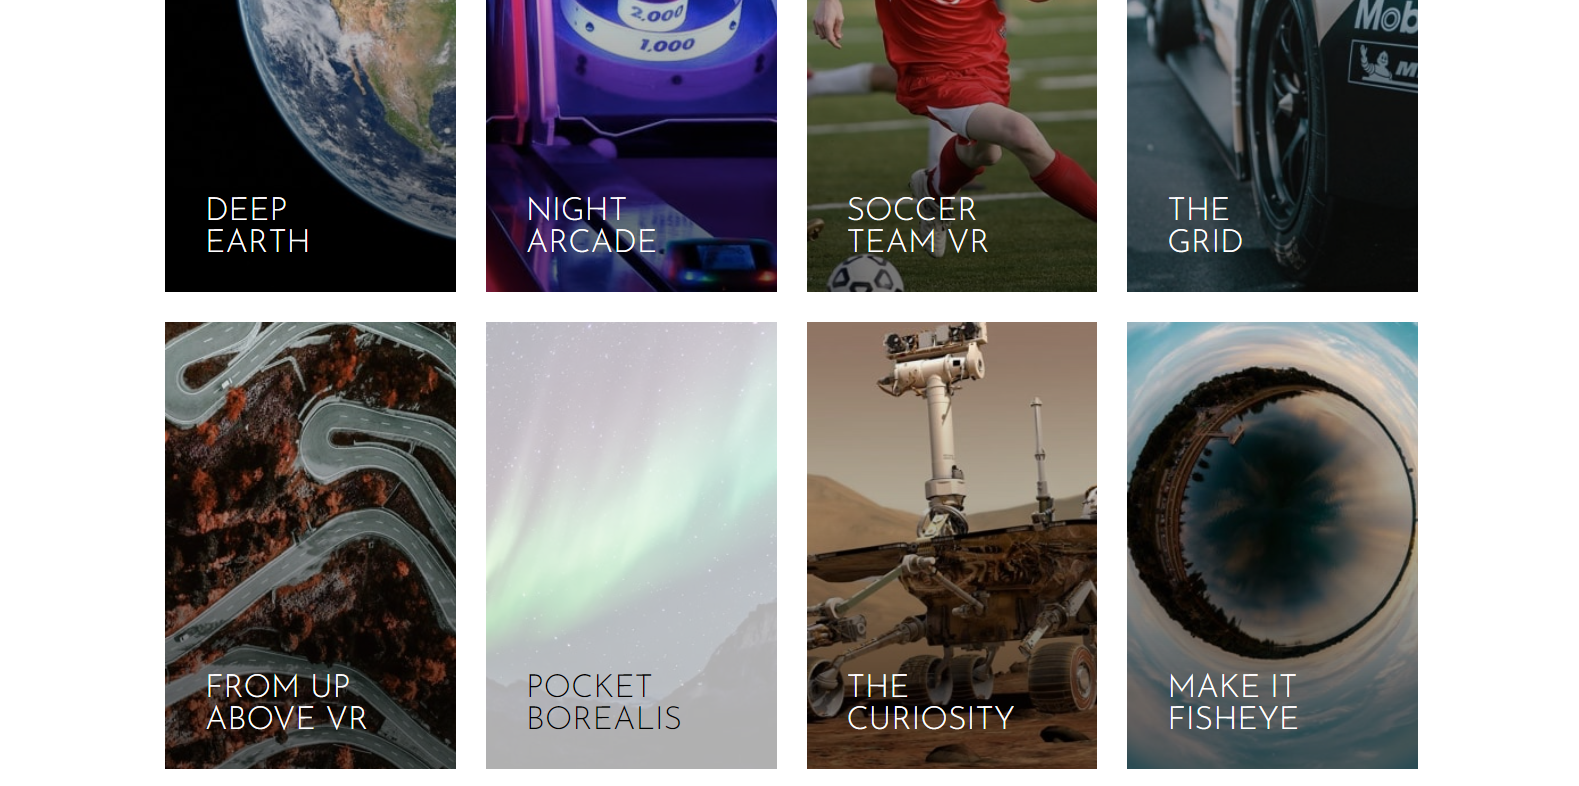 2,000
1,000
DEEP
EARTH
NIGHT
ARCADE
SOCCER
TEAM VR
THE
GRID
FROM UP
ABOVE VR
POCKET
BOREALIS
THE
CURIOSITY
MAKE IT
FISHEYE